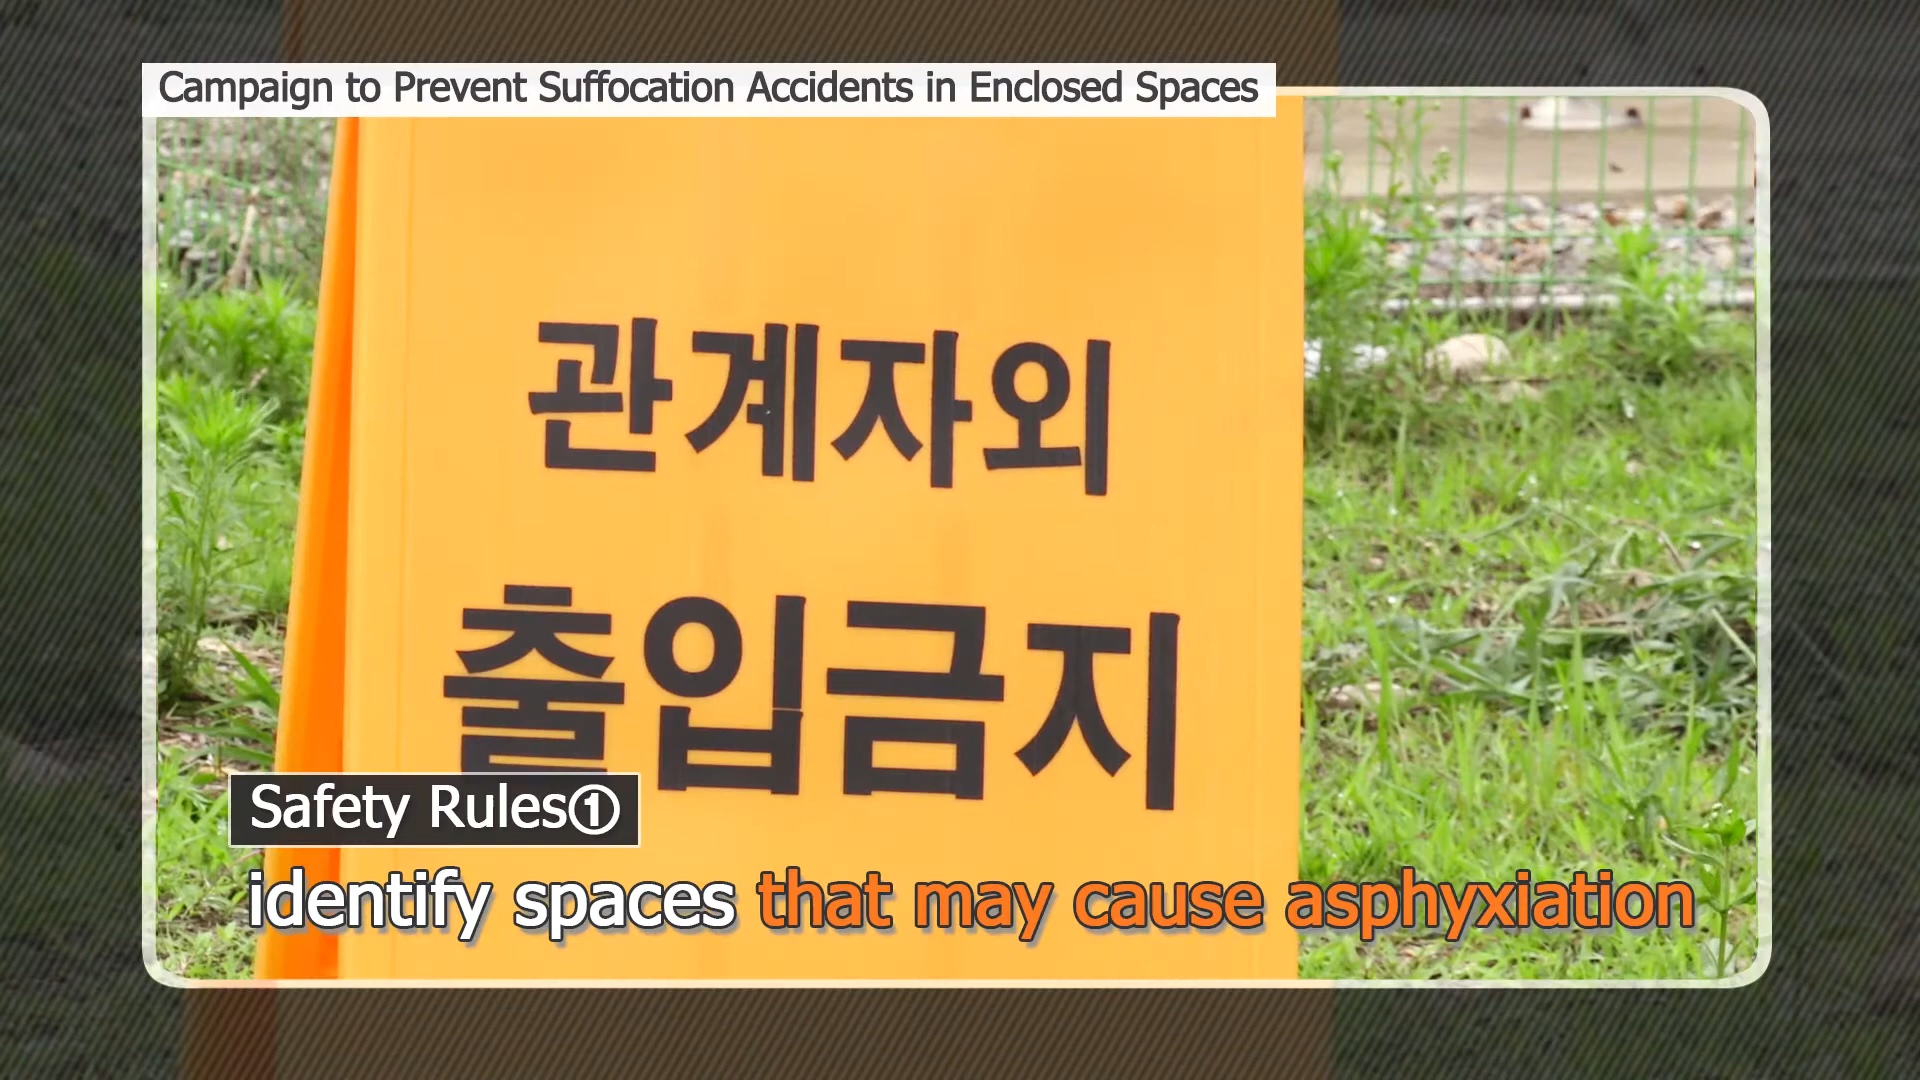 Campaign to Prevent Suffocation Accidents in Enclosed Spaces
관계자외
출입금지
Safety Rules①
identify spaces that may cause asphyxiation